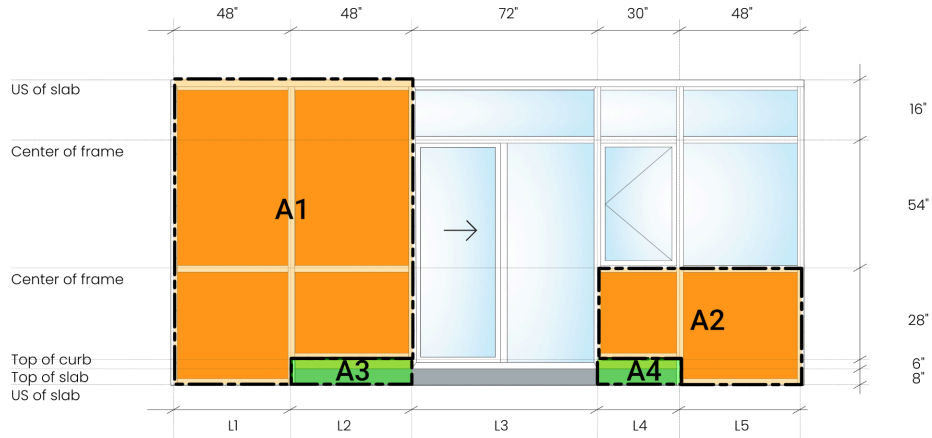 48" 48" 72" 30" 48"
US of slab
16"
Center of frame
54"
A1
Center of frame
28"
A2
Top of curb
6"
A3 A4
Top of slab
8"
US of slab
L1 L2 L3 L4 L5